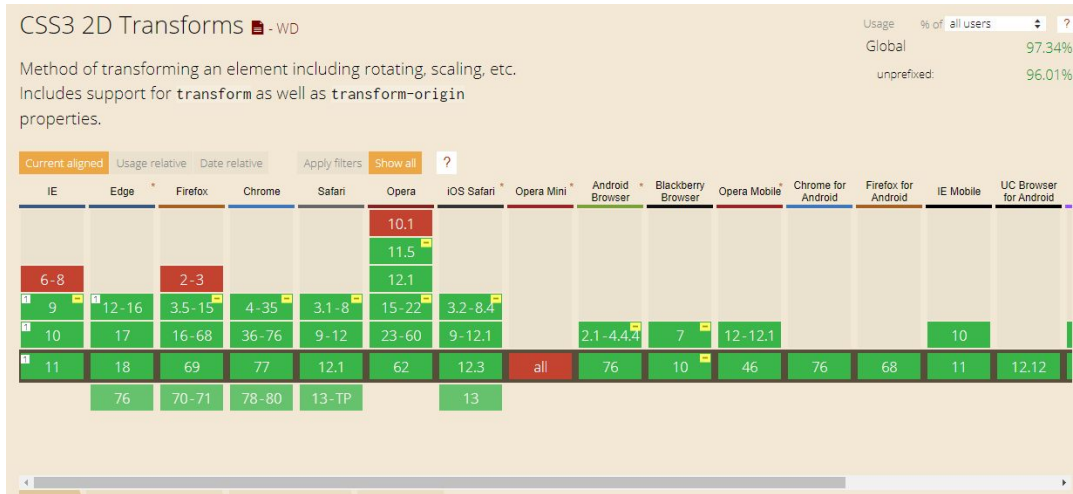 CSS3 2D Transforms - WD
Usage % of all users ?
Global 97.34%
unprefixed: 96.01%
Method of transforming an element including rotating, scaling, etc.
Includes support for transform as well as transform-origin
properties.
Current aligned Usage relative Date relative Apply filters Show all ?
IE Edge * Firefox Chrome Safari Opera iOS Safari * Opera Mini * Android Browser * Blackberry Browser Opera Mobile * Chrome for Android Firefox for Android IE Mobile UC Browser for Android
10.1
11.5
6-8 2-3 12.1
1 9 1 12-16 3.5-15 4-35 3.1-8 15-22 3.2-8.4
1 10 17 16-68 36-76 9-12 23-60 9-12.1 2.1-4.4.4 7 12-12.1 10
1 11 18 69 77 12.1 62 12.3 all 76 10 46 76 68 11 12.12
76 70-71 78-80 13-TP 13